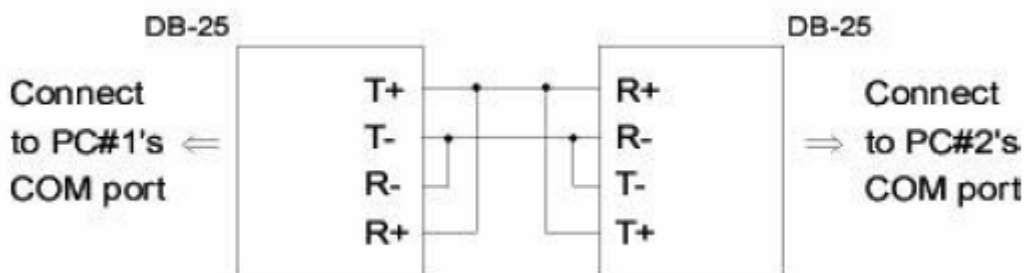 DB-25
DB-25
Connect
to PC#1's
COM port
T+
T-
R-
R+
R+
R-
T-
T+
Connect
to PC#2's
COM port